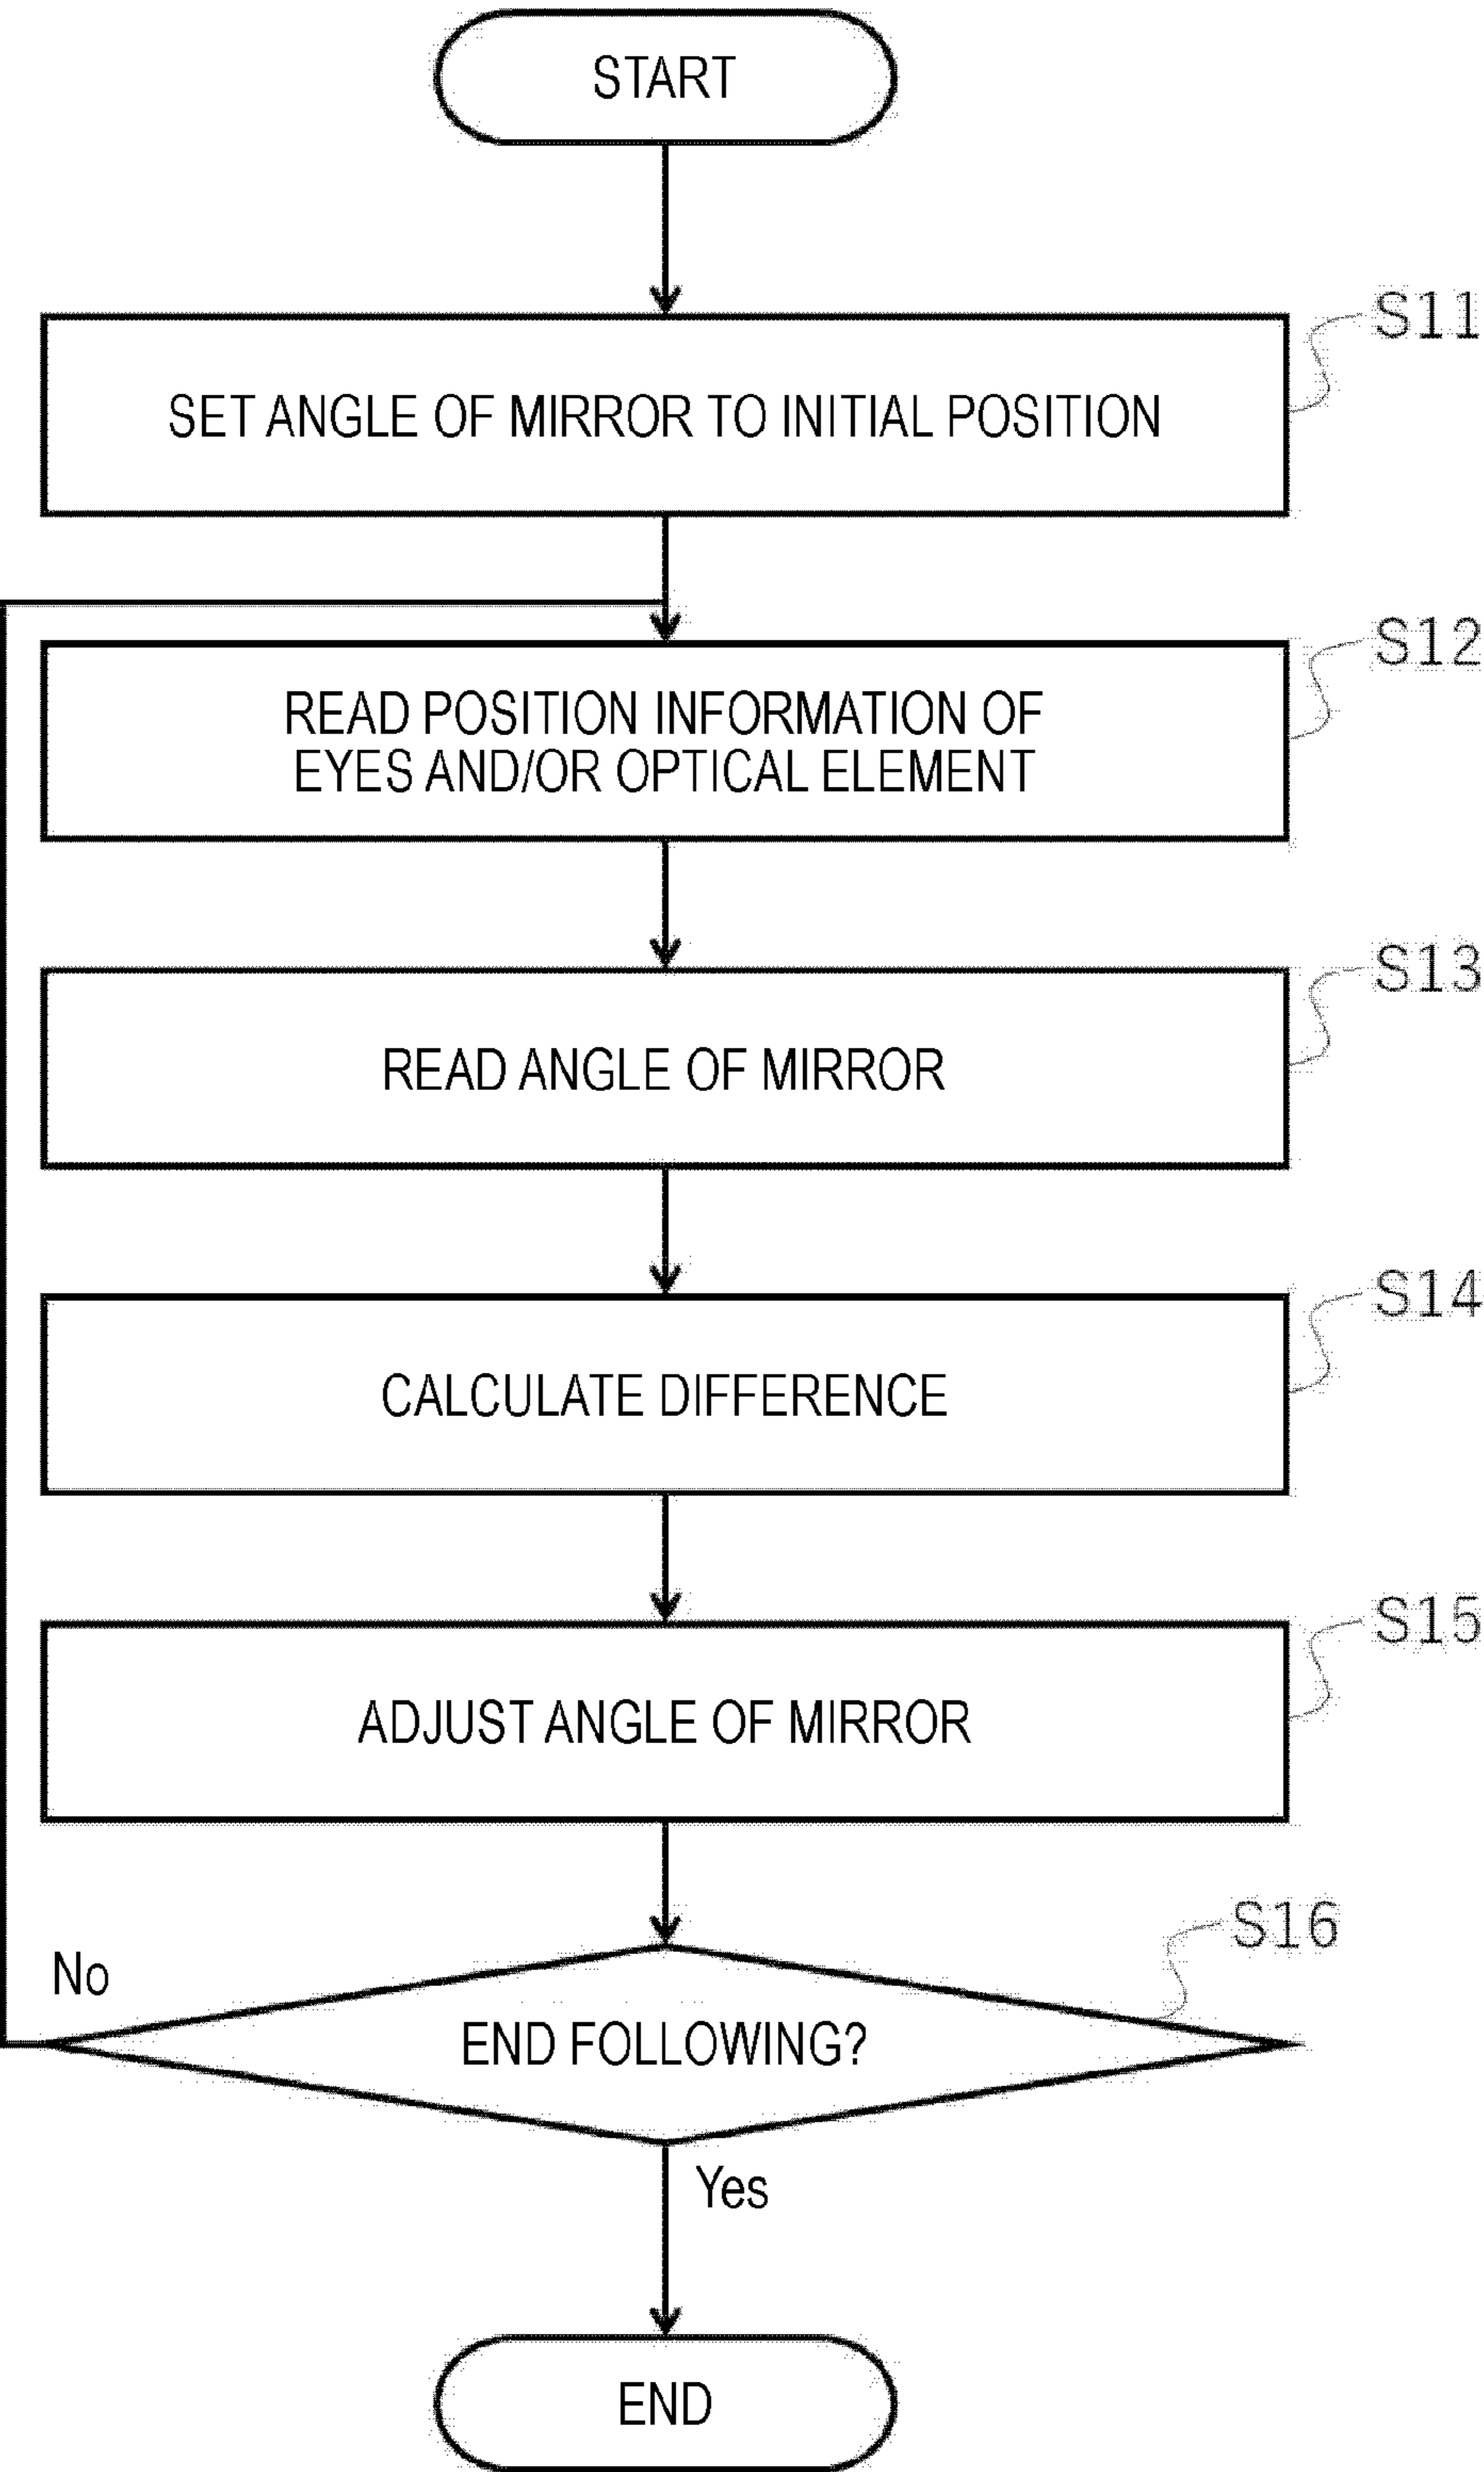 START
S11
SET ANGLE OF MIRROR TO INITIAL POSITION
S12
READ POSITION INFORMATION OF
EYES AND/OR OPTICAL ELEMENT
S13
READ ANGLE OF MIRROR
S14
CALCULATE DIFFERENCE
S15
ADJUST ANGLE OF MIRROR
S16
No
END FOLLOWING?
Yes
END